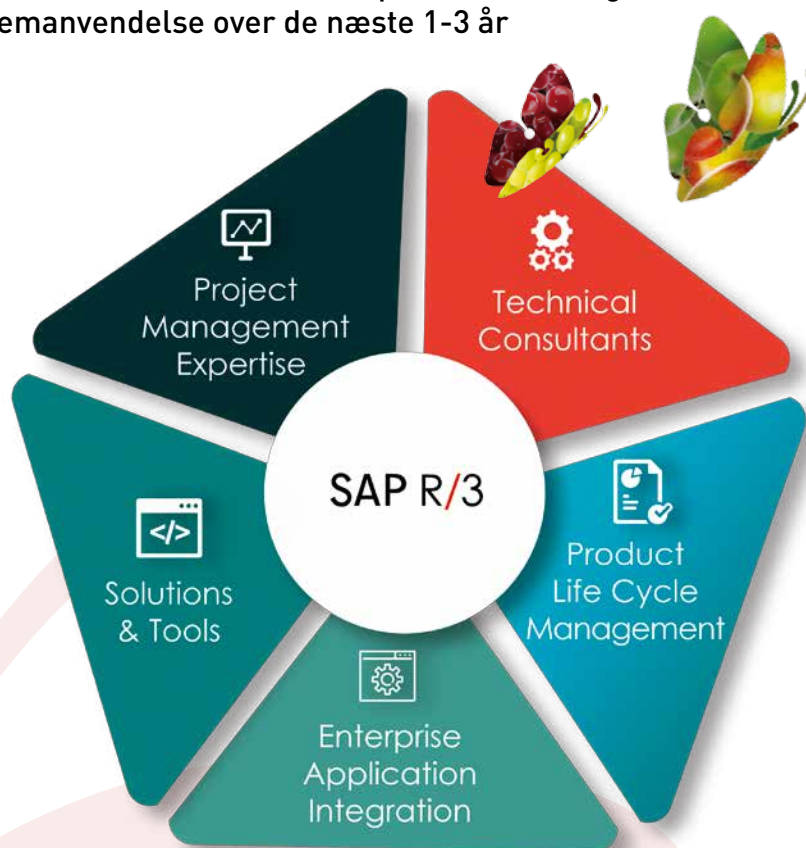 emanvendelse over de næste 1-3 år
Project
Management
Expertise
Technical
Consultants
SAP R/3
Solutions
& Tools
</>
Product
Life Cycle
Management
Enterprise
Application
Integration